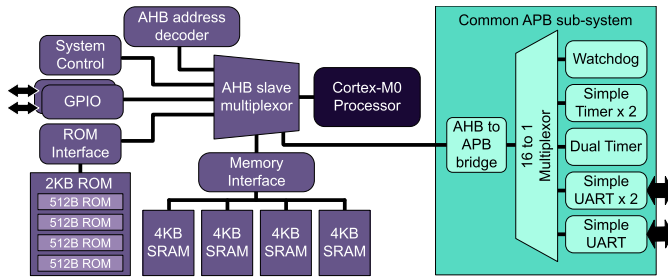 AHB address
decoder
System
Control
GPIO
ROM
Interface
2KB ROM
512B ROM
512B ROM
512B ROM
512B ROM
AHB slave
multiplexor
Cortex-M0
Processor
Memory
Interface
4KB
SRAM
4KB
SRAM
4KB
SRAM
4KB
SRAM
Common APB sub-system
AHB to
APB
bridge
16 to 1
Multiplexor
Watchdog
Simple
Timer x 2
Dual Timer
Simple
UART x 2
Simple
UART